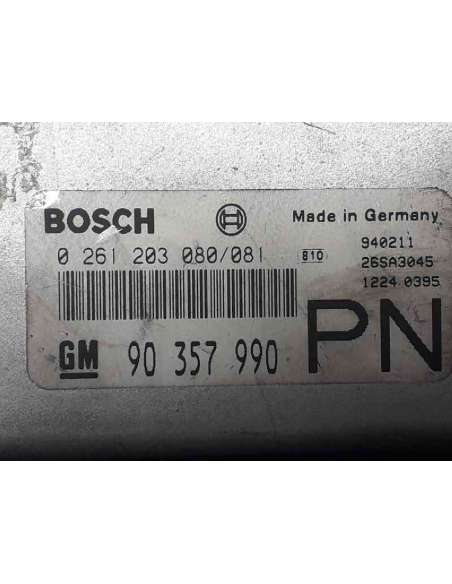 BOSCH Made in Germany
0 261 203 080/081 810 940211
26SA3045
1224 0395
GM 90 357 990 PN